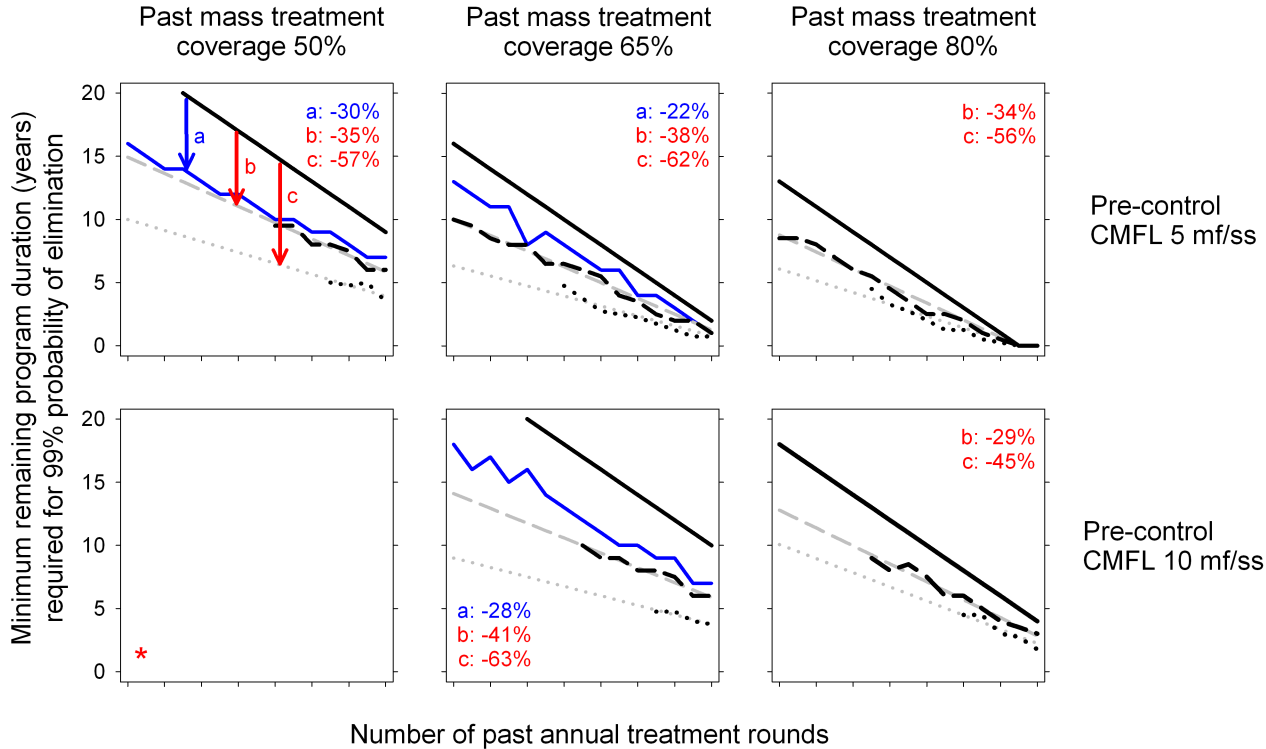 Past mass treatment
coverage 50%
Past mass treatment
coverage 65%
Past mass treatment
coverage 80%
Minimum remaining program duration (years)
required for 99% probability of elimination
20
15
10
5
0
a
b
c
a: -30%
b: -35%
c: -57%
a: -22%
b: -38%
c: -62%
b: -34%
c: -56%
Pre-control
CMFL 5 mf/ss
20
15
10
5
0
*
a: -28%
b: -41%
c: -63%
b: -29%
c: -45%
Pre-control
CMFL 10 mf/ss
Number of past annual treatment rounds